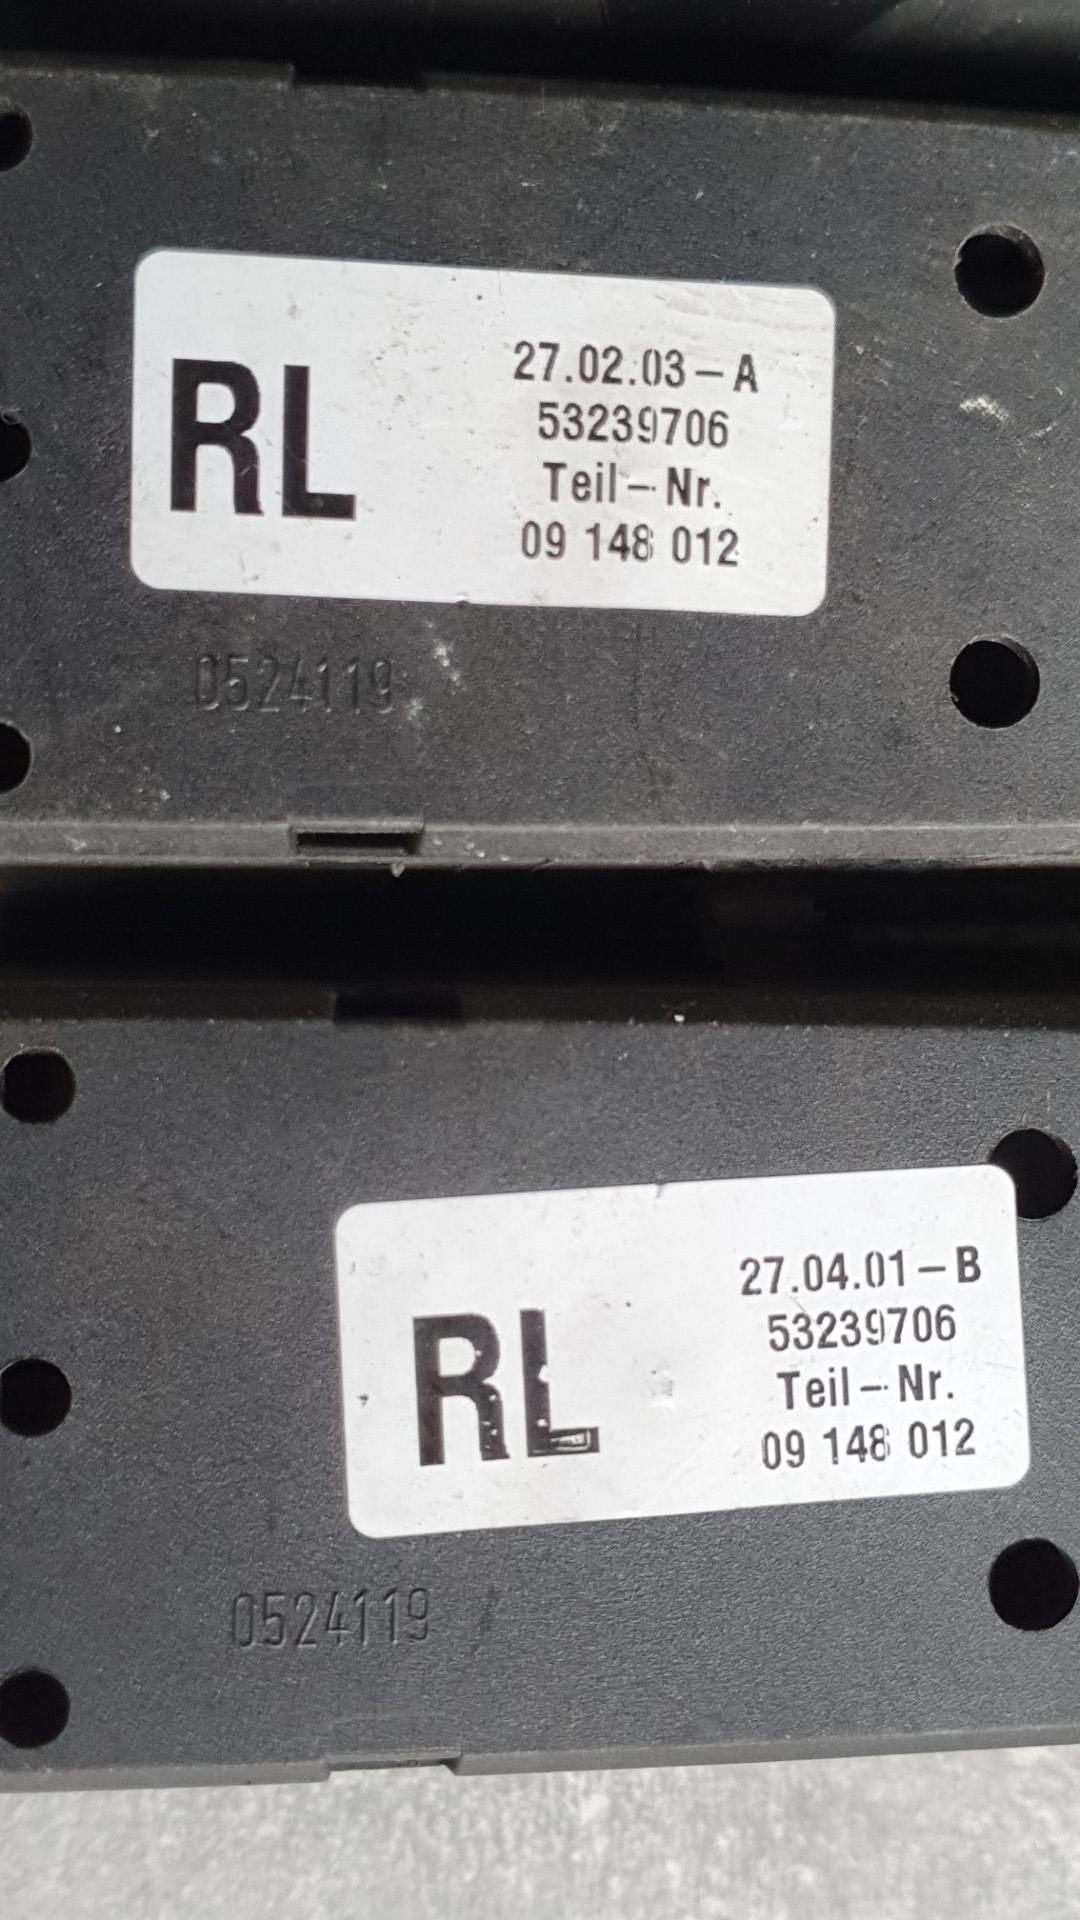 RL
27.02.03-A
53239706
Teil-Nr.
09 148 012
0524119
RL
27.04.01-B
53239706
Teil-Nr.
09 148 012
0524119